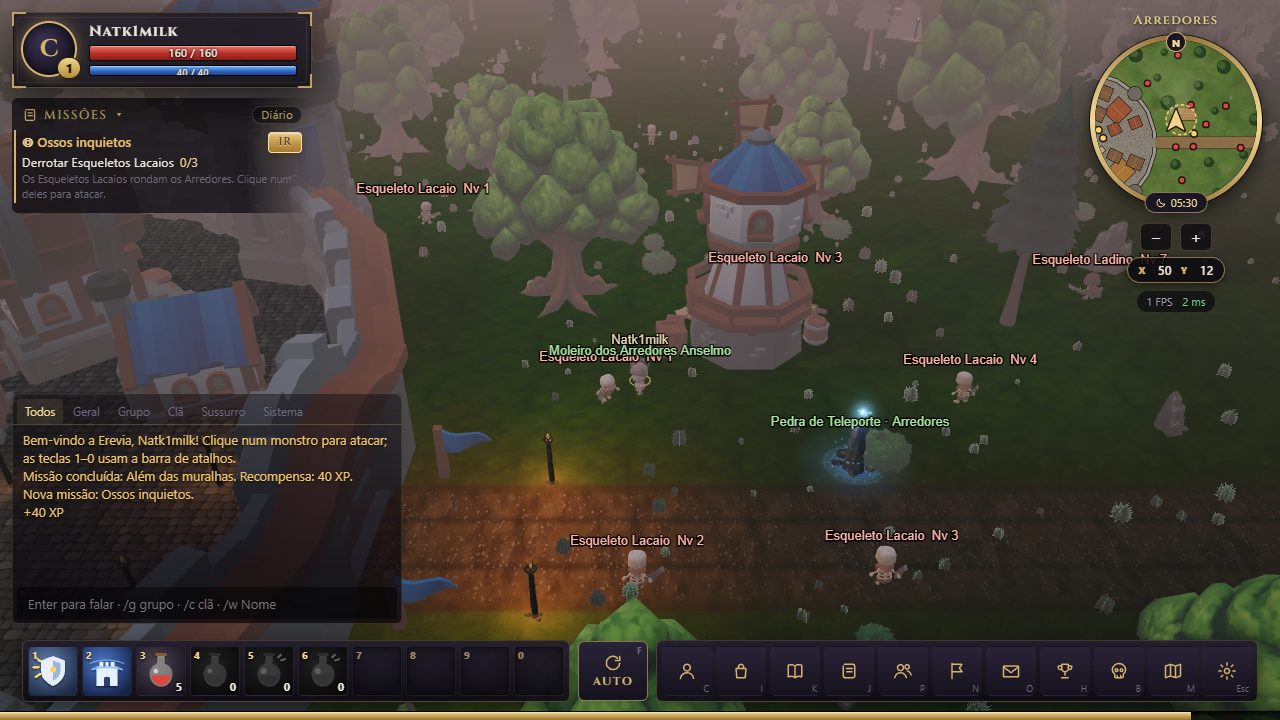 NATK1MILK
C
160 / 160
40 / 40
1
MISSÕES
Diário
Ossos inquietos
IR
Derrotar Esqueletos Lacaios 0/3
Os Esqueletos Lacaios rondam os Arredores. Clique num
deles para atacar.
ARREDORES
N
05:30
−
+
X 50 Y 12
1 FPS 2 ms
Esqueleto Lacaio Nv 1
Esqueleto Lacaio Nv 3
Esqueleto Ladino Nv 7
Natk1milk
Moleiro dos Arredores Anselmo
Esqueleto Lacaio Nv 1
Esqueleto Lacaio Nv 4
Pedra de Teleporte · Arredores
Esqueleto Lacaio Nv 2
Esqueleto Lacaio Nv 3
Todos Geral Grupo Clã Sussurro Sistema
Bem-vindo a Erevia, Natk1milk! Clique num monstro para atacar;
as teclas 1–0 usam a barra de atalhos.
Missão concluída: Além das muralhas. Recompensa: 40 XP.
Nova missão: Ossos inquietos.
+40 XP
Enter para falar · /g grupo · /c clã · /w Nome
1 2 3 4 5 6 7 8 9 0
5 0 0 0
F
AUTO
C I K J P N O H B M Esc